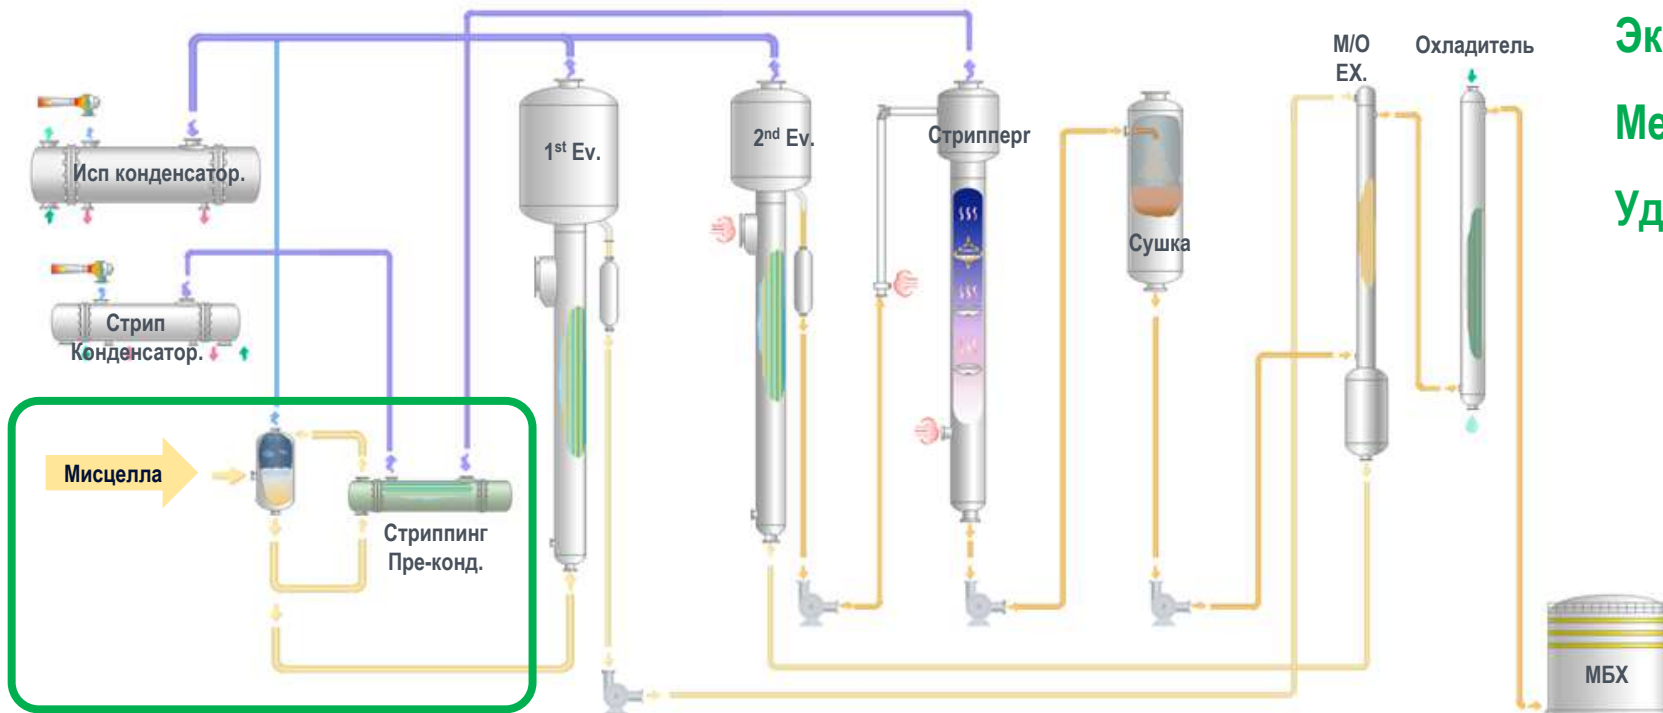 Эк
М/О
EX.
Охладитель
Ме
1st Ev.
2nd Ev.
Стрипперг
Исп конденсатор.
Уд
Сушка
Стрип
Конденсатор.
Мисцелла
Стриппинг
Пре-конд.
МБХ